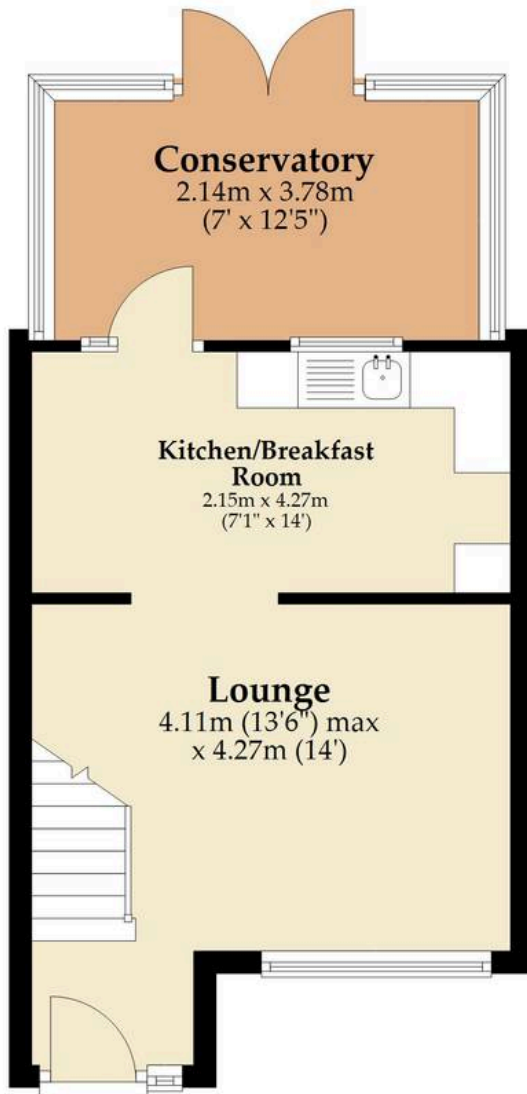 Conservatory
2.14m x 3.78m
(7' x 12'5")
Kitchen/Breakfast
Room
2.15m x 4.27m
(7'1" x 14')
Lounge
4.11m (13'6") max
x 4.27m (14')